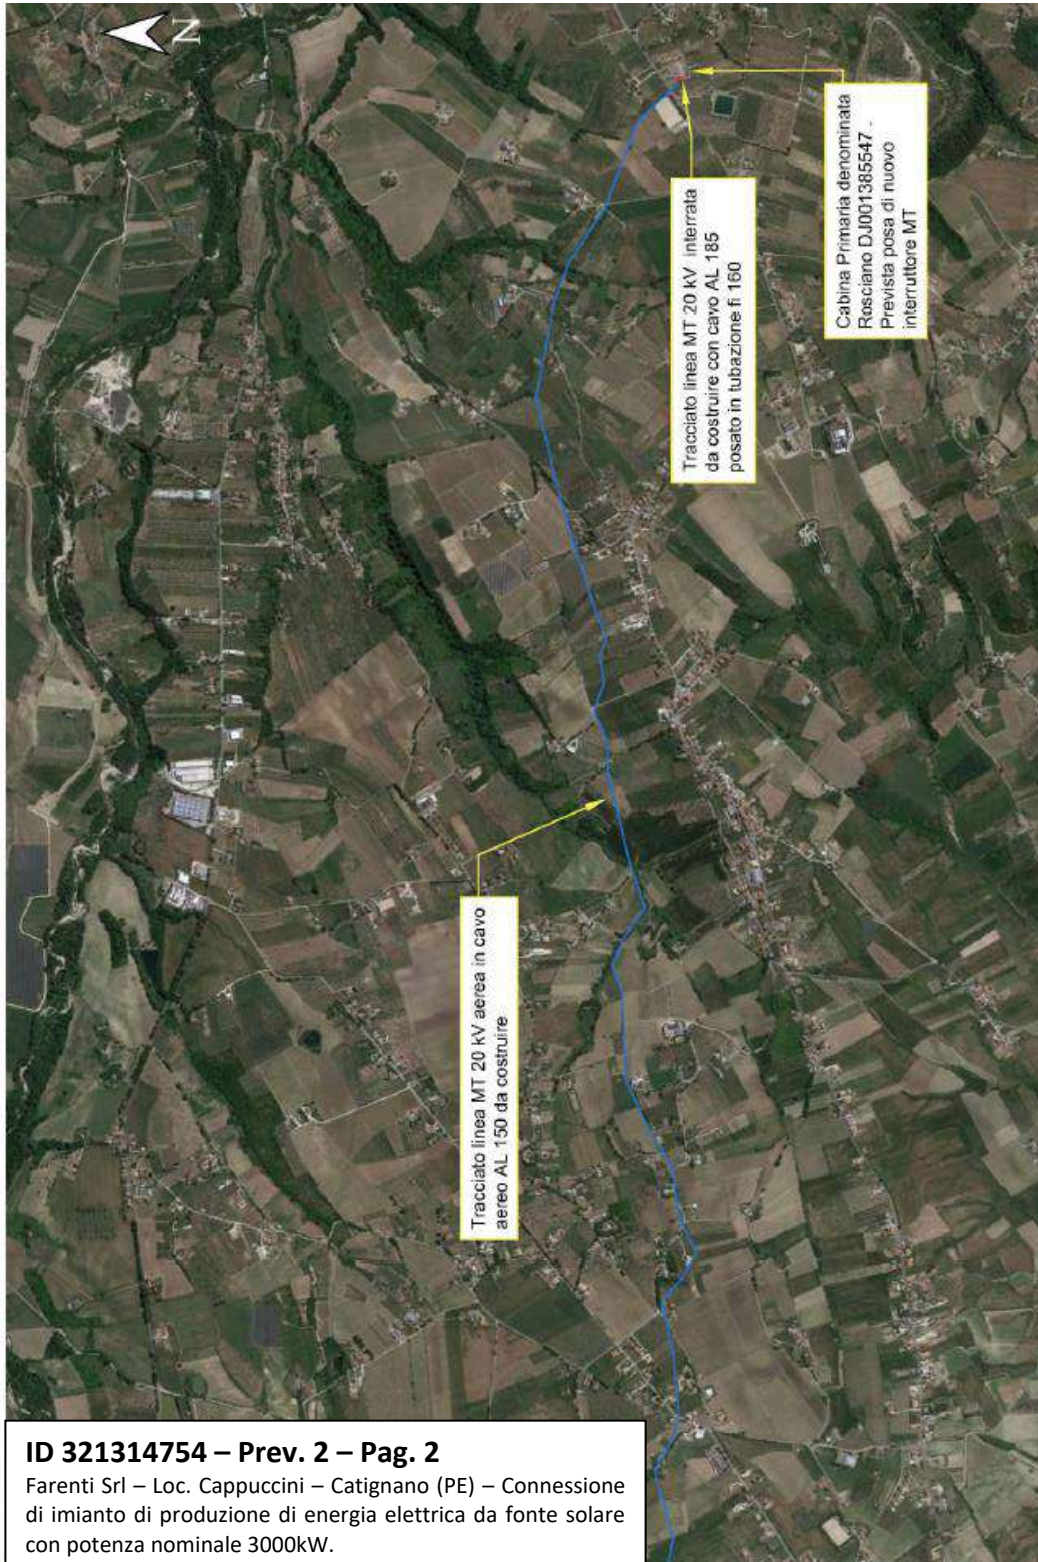 N
Cabina Primaria denominata
Rosciano DJ001385547 -
Prevista posa di nuovo
interruttore MT
Tracciato linea MT 20 kV interrata
da costruire con cavo AL 185
posato in tubazione fi 160
Tracciato linea MT 20 kV aerea in cavo
aereo AL 150 da costruire
ID 321314754 – Prev. 2 – Pag. 2
Farenti Srl – Loc. Cappuccini – Catignano (PE) – Connessione
di imianto di produzione di energia elettrica da fonte solare
con potenza nominale 3000kW.